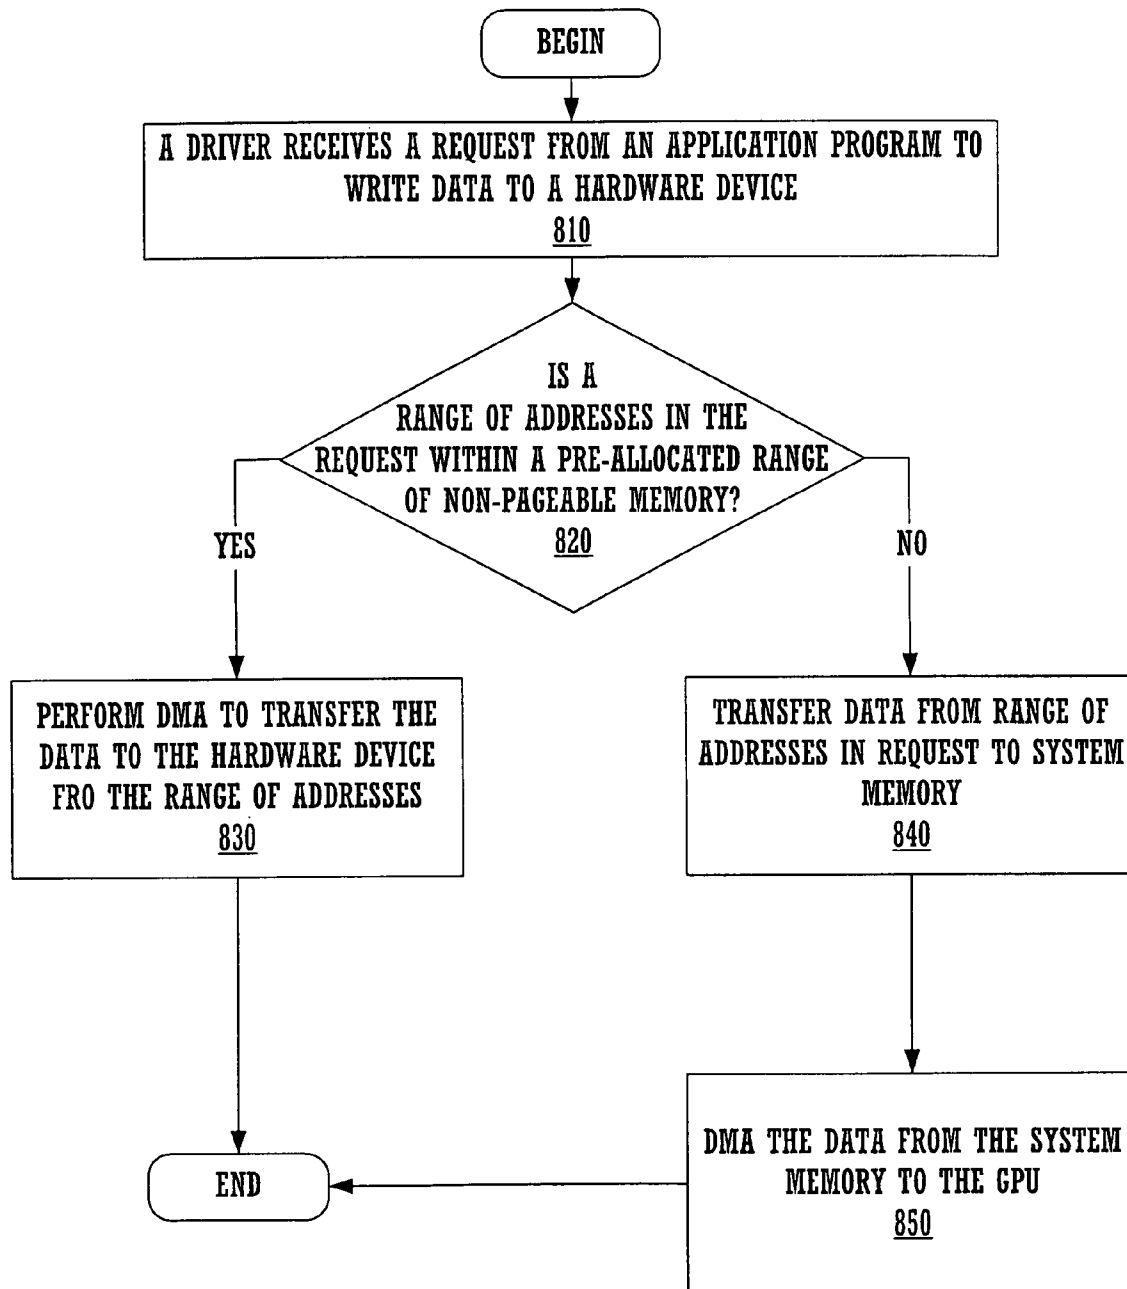 BEGIN
A DRIVER RECEIVES A REQUEST FROM AN APPLICATION PROGRAM TO
WRITE DATA TO A HARDWARE DEVICE
810
IS A
RANGE OF ADDRESSES IN THE
REQUEST WITHIN A PRE-ALLOCATED RANGE
OF NON-PAGEABLE MEMORY?
820
YES
NO
PERFORM DMA TO TRANSFER THE
DATA TO THE HARDWARE DEVICE
FRO THE RANGE OF ADDRESSES
830
TRANSFER DATA FROM RANGE OF
ADDRESSES IN REQUEST TO SYSTEM
MEMORY
840
DMA THE DATA FROM THE SYSTEM
MEMORY TO THE GPU
850
END